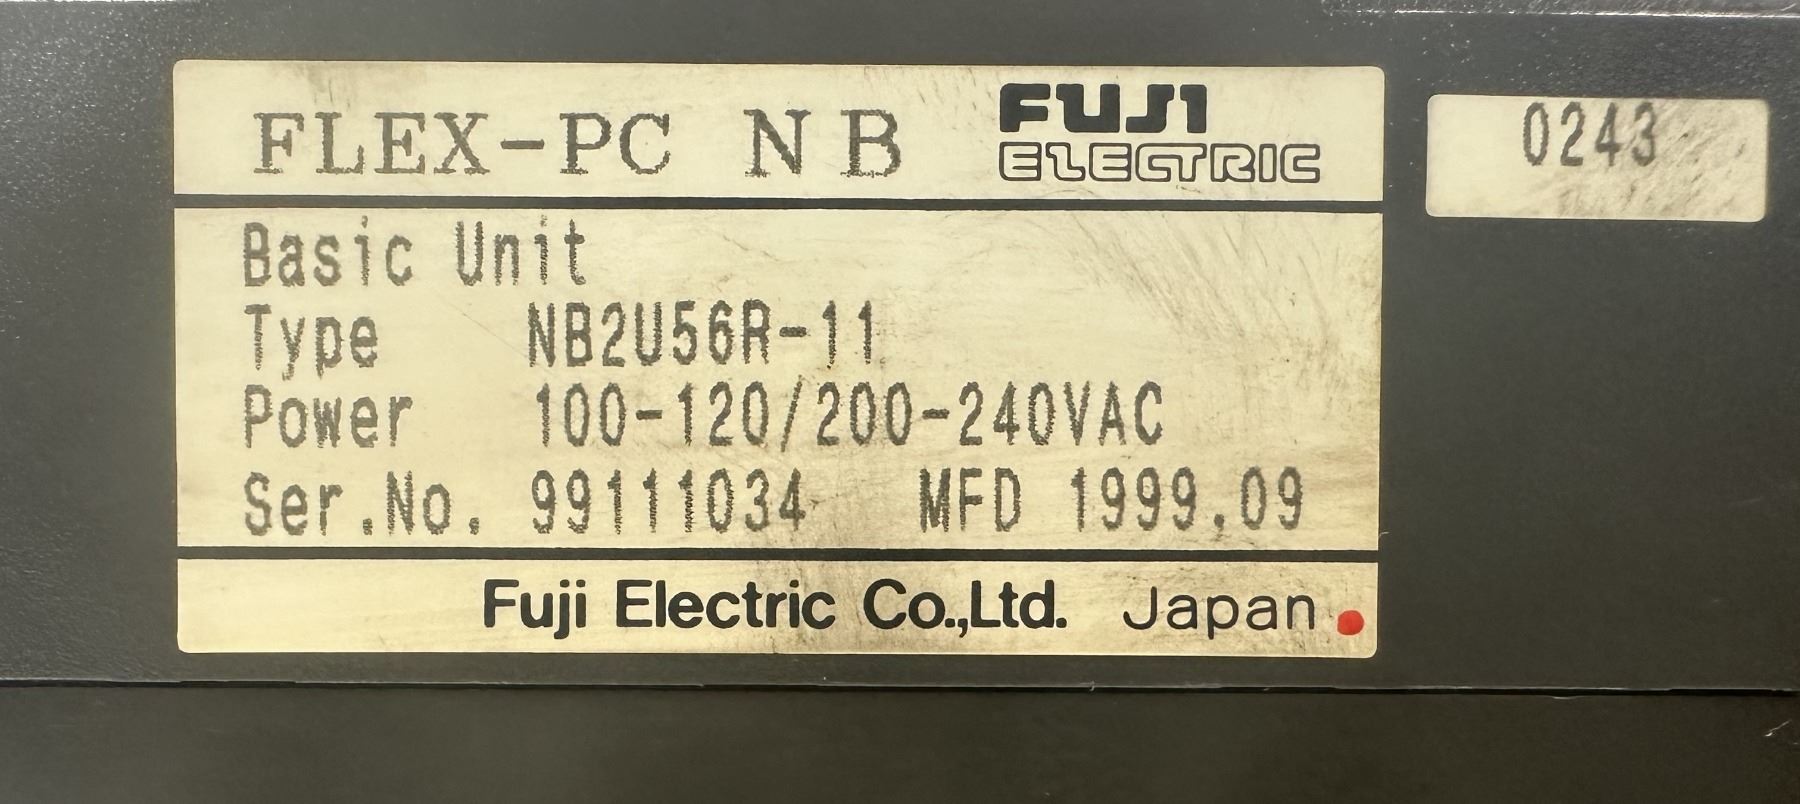 FLEX-PC NB FUJI ELECTRIC
0243
Basic Unit
Type NB2U56R-11
Power 100-120/200-240VAC
Ser.No. 99111034 MFD 1999.09
Fuji Electric Co.,Ltd. Japan